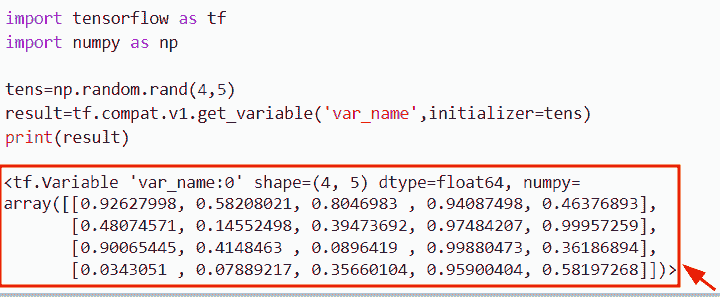 import tensorflow as tf
import numpy as np
tens=np.random.rand(4,5)
result=tf.compat.v1.get_variable('var_name',initializer=tens)
print(result)
<tf.Variable 'var_name:0' shape=(4, 5) dtype=float64, numpy=
array([[0.92627998, 0.58208021, 0.8046983 , 0.94087498, 0.46376893],
[0.48074571, 0.14552498, 0.39473692, 0.97484207, 0.99957259],
[0.90065445, 0.4148463 , 0.0896419 , 0.99880473, 0.36186894],
[0.0343051 , 0.07889217, 0.35660104, 0.95900404, 0.58197268]])>